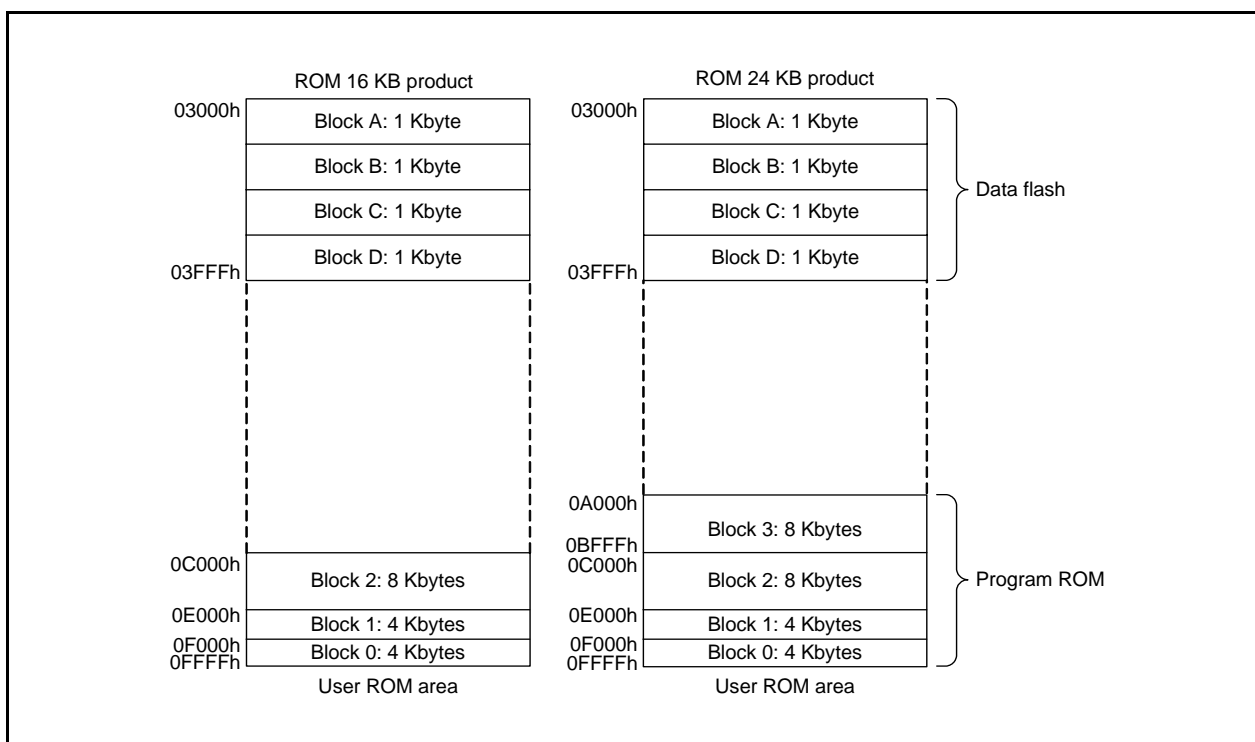 ROM 16 KB product
03000h
Block A: 1 Kbyte
Block B: 1 Kbyte
Block C: 1 Kbyte
Block D: 1 Kbyte
03FFFh
0C000h
Block 2: 8 Kbytes
0E000h
Block 1: 4 Kbytes
0F000h
Block 0: 4 Kbytes
0FFFFh
User ROM area
ROM 24 KB product
03000h
Block A: 1 Kbyte
Block B: 1 Kbyte
Block C: 1 Kbyte
Block D: 1 Kbyte
03FFFh
Data flash
0A000h
Block 3: 8 Kbytes
0BFFFh
0C000h
Block 2: 8 Kbytes
0E000h
Block 1: 4 Kbytes
0F000h
Block 0: 4 Kbytes
0FFFFh
Program ROM
User ROM area